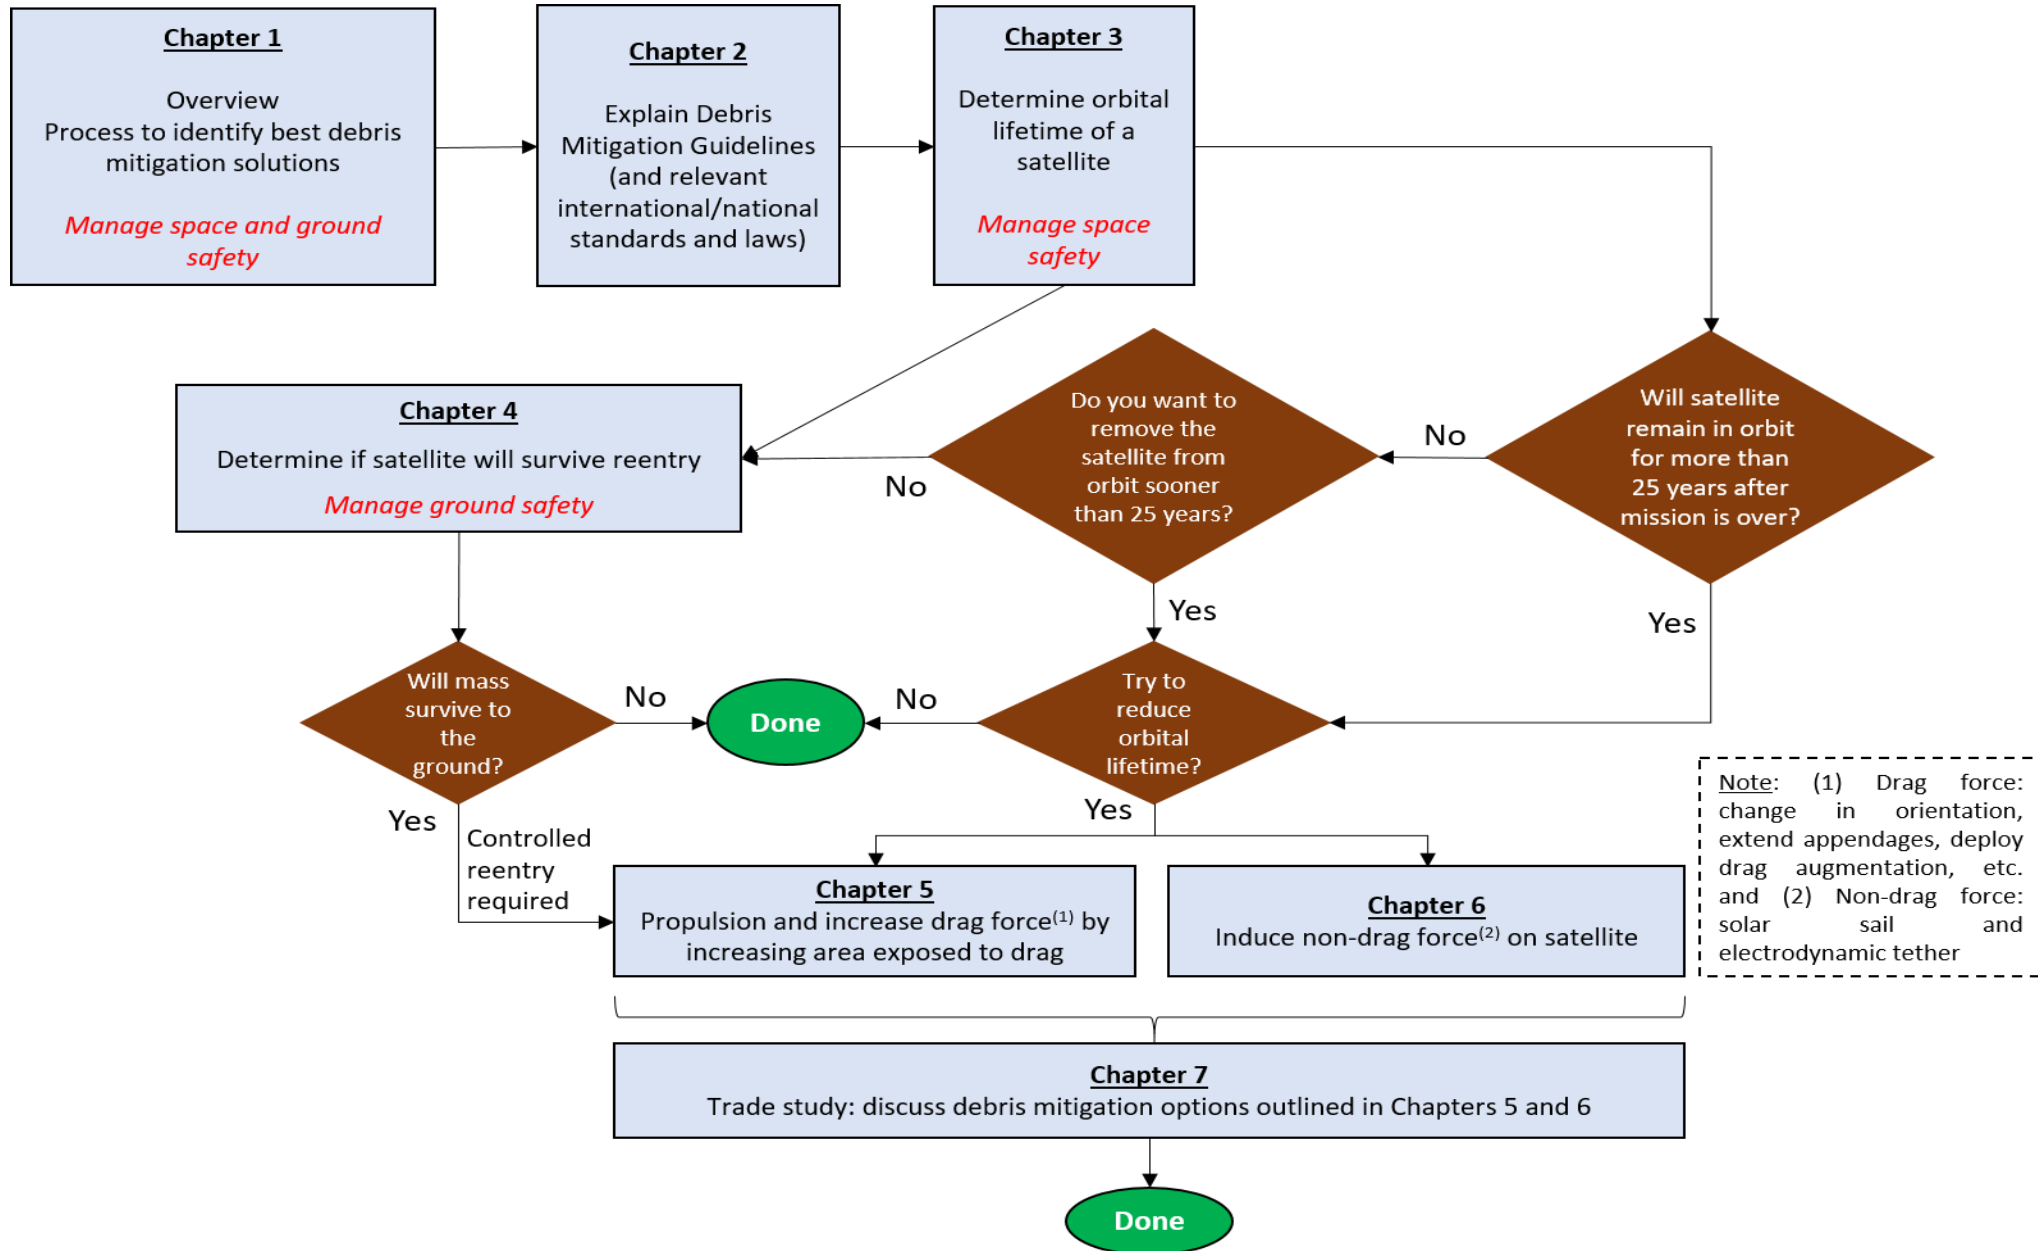 Chapter 1
Overview
Process to identify best debris
mitigation solutions
Manage space and ground
safety
Chapter 2
Explain Debris
Mitigation Guidelines
(and relevant
international/national
standards and laws)
Chapter 3
Determine orbital
lifetime of a
satellite
Manage space
safety
Will satellite
remain in orbit
for more than
25 years after
mission is over?
No
Do you want to
remove the
satellite from
orbit sooner
than 25 years?
No
Chapter 4
Determine if satellite will survive reentry
Manage ground safety
Yes
Yes
Will mass
survive to
the
ground?
No
Done
No
Try to
reduce
orbital
lifetime?
Yes
Controlled
reentry
required
Yes
Chapter 5
Propulsion and increase drag force(1) by
increasing area exposed to drag
Chapter 6
Induce non-drag force(2) on satellite
Note: (1) Drag force:
change in orientation,
extend appendages, deploy
drag augmentation, etc.
and (2) Non-drag force:
solar sail and
electrodynamic tether
Chapter 7
Trade study: discuss debris mitigation options outlined in Chapters 5 and 6
Done